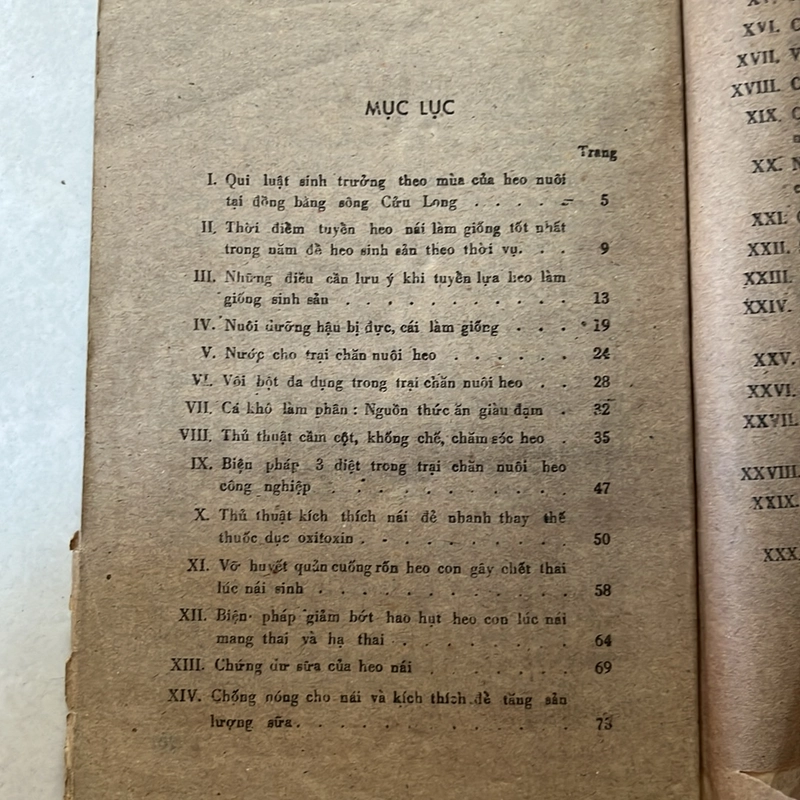 MỤC LỤC
Trang
I. Qui luật sinh trưởng theo mùa của heo nuôi
tại đồng bằng sông Cửu Long . . . . . 5
II. Thời điểm tuyển heo nái làm giống tốt nhất
trong năm để heo sinh sản theo thời vụ. . . 9
III. Những điều cần lưu ý khi tuyển lựa heo làm
giống sinh sản . . . . . . . . . . . 13
IV. Nuôi dưỡng hậu bị đực, cái làm giống . . . 19
V. Nước cho trại chăn nuôi heo . . . . . . 24
VI. Vôi bột đa dụng trong trại chăn nuôi heo . . 28
VII. Cá khô làm phân : Nguồn thức ăn giàu đạm . 32
VIII. Thủ thuật cầm cột, khống chế, chăm sóc heo . 35
IX. Biện pháp 3 diệt trong trại chăn nuôi heo
công nghiệp . . . . . . . . . . . 47
X. Thủ thuật kích thích nái đẻ nhanh thay thế
thuốc dục oxitoxin . . . . . . . . . 50
XI. Vỡ huyết quản cuống rốn heo con gây chết thai
lúc nái sinh . . . . . . . . . . . 58
XII. Biện pháp giảm bớt hao hụt heo con lúc nái
mang thai và hạ thai . . . . . . . . 64
XIII. Chứng dư sữa của heo nái . . . . . . 69
XIV. Chống nóng cho nái và kích thích để tăng sản
lượng sữa . . . . . . . . . . . . 73
XVI. C
XVII. V
XVIII. C
XIX. C
XX. N
XXI. C
XXII.
XXIII.
XXIV.
XXV.
XXVI.
XXVII.
XXVIII.
XXIX.
XXX